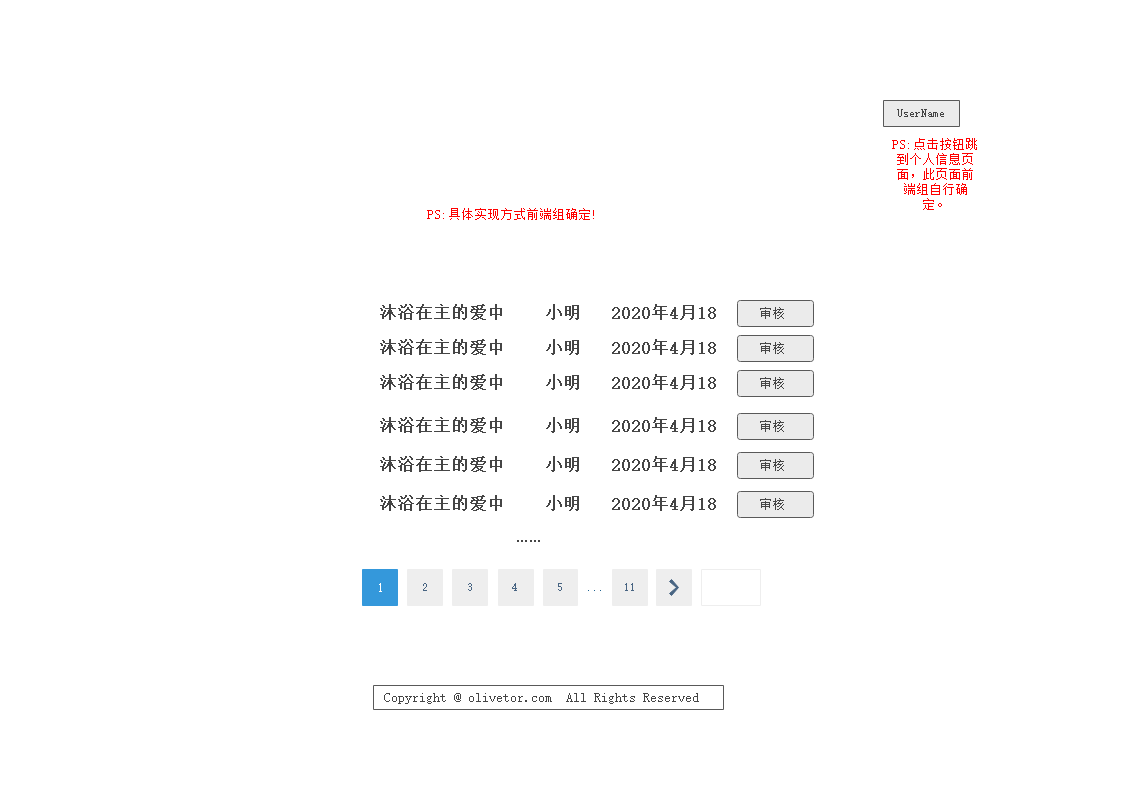 UserName
PS: 点击按钮跳
到个人信息页
面，此页面前
端组自行确
定。
PS: 具体实现方式前端组确定!
沐浴在主的爱中 小明 2020年4月18 审核
沐浴在主的爱中 小明 2020年4月18 审核
沐浴在主的爱中 小明 2020年4月18 审核
沐浴在主的爱中 小明 2020年4月18 审核
沐浴在主的爱中 小明 2020年4月18 审核
沐浴在主的爱中 小明 2020年4月18 审核
……
1 2 3 4 5 ... 11
Copyright @ olivetor.com All Rights Reserved